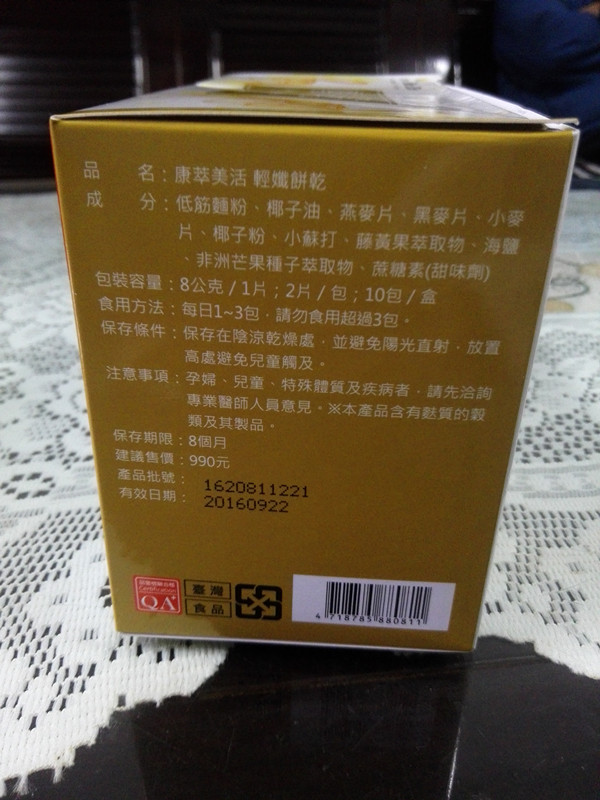 品 名：康萃美活 輕孅餅乾
成 分：低筋麵粉、椰子油、燕麥片、黑麥片、小麥
片、椰子粉、小蘇打、藤黃果萃取物、海鹽
、非洲芒果種子萃取物、蔗糖素(甜味劑)
包裝容量：8公克/1片；2片/包；10包/盒
食用方法：每日1~3包，請勿食用超過3包。
保存條件：保存在陰涼乾燥處，並避免陽光直射，放置
高處避免兒童觸及。
注意事項：孕婦、兒童、特殊體質及疾病者，請先洽詢
專業醫師人員意見。※本產品含有麩質的穀
類及其製品。
保存期限：8個月
建議售價：990元
產品批號： 1620811221
有效日期： 20160922
Certification
QA+
臺灣
食品
4 718785 880811